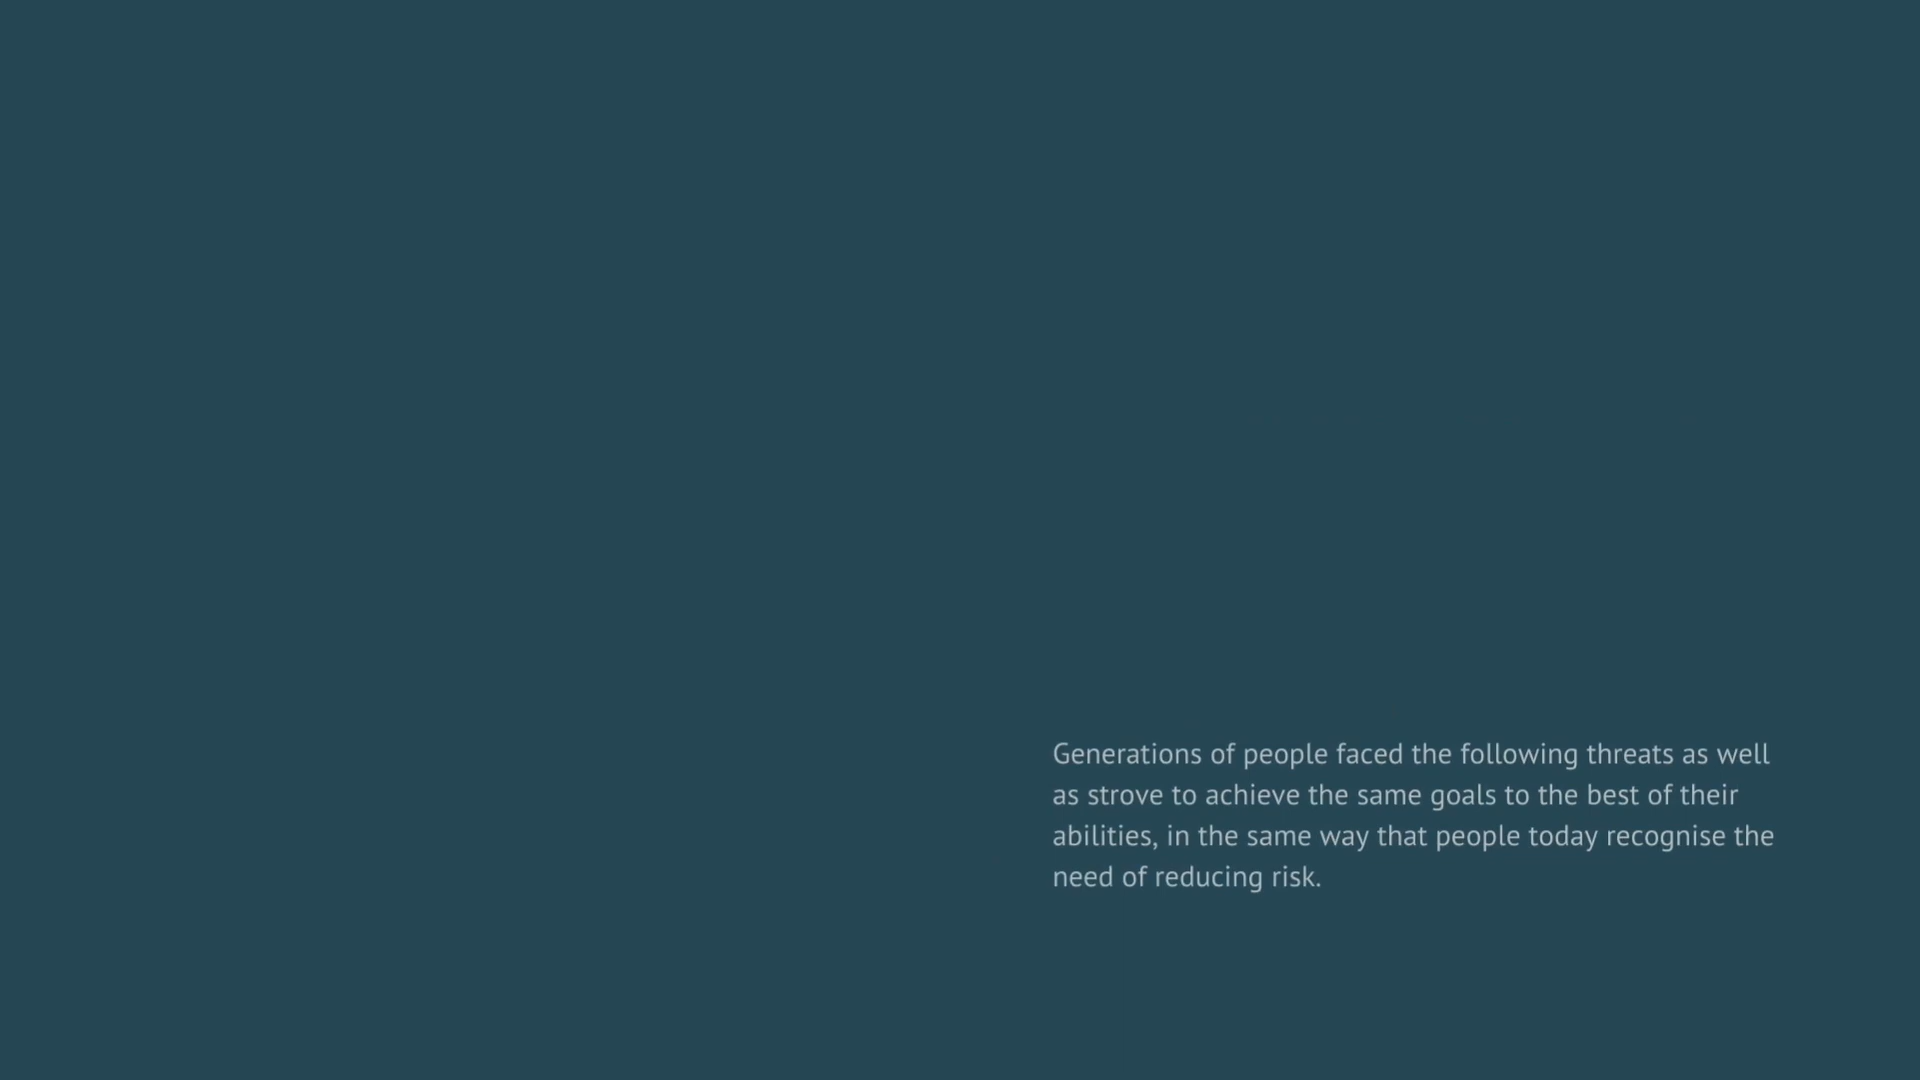 Generations of people faced the following threats as well
as strove to achieve the same goals to the best of their
abilities, in the same way that people today recognise the
need of reducing risk.